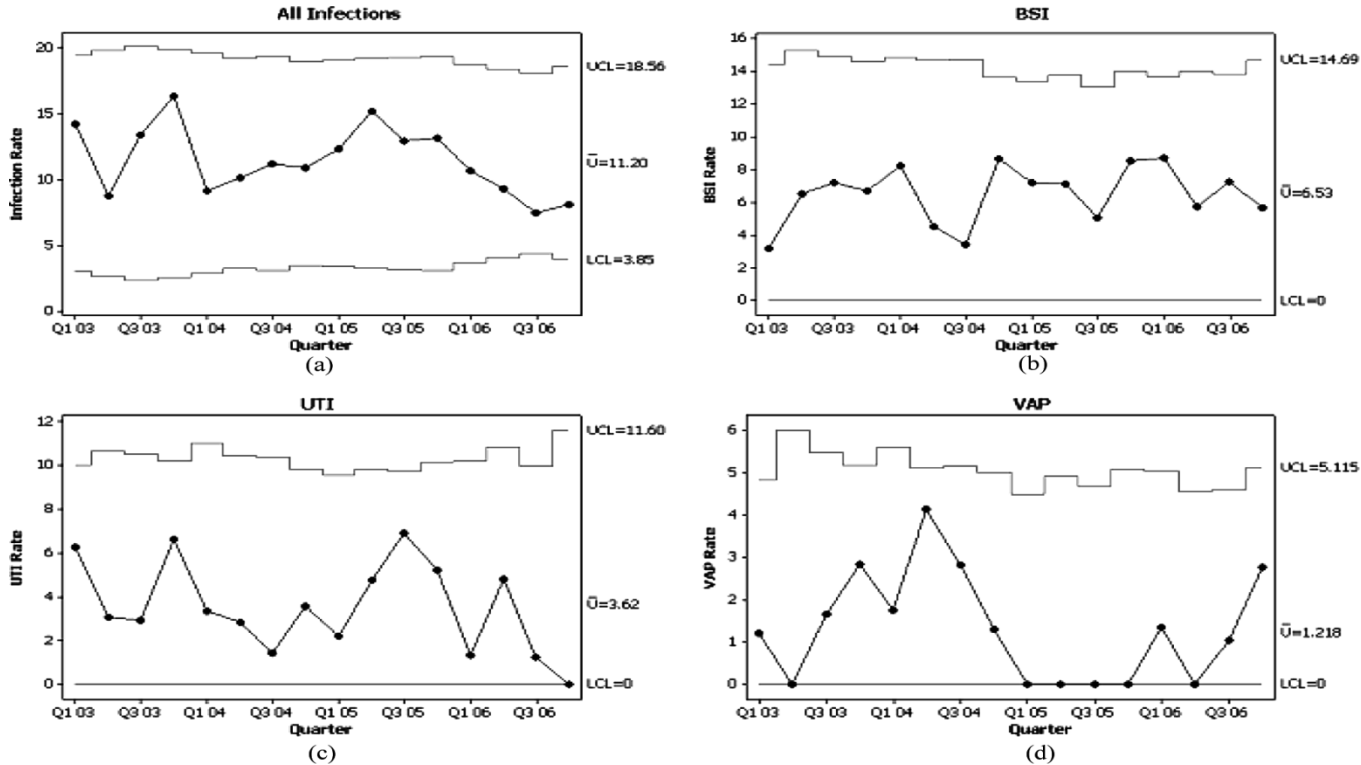 All Infections
Infection Rate
20
15
10
5
0
UCL=18.56
Ū=11.20
LCL=3.85
Q1 03 Q3 03 Q1 04 Q3 04 Q1 05 Q3 05 Q1 06 Q3 06
Quarter
(a)
BSI
BSI Rate
16
14
12
10
8
6
4
2
0
UCL=14.69
Ū=6.53
LCL=0
Q1 03 Q3 03 Q1 04 Q3 04 Q1 05 Q3 05 Q1 06 Q3 06
Quarter
(b)
UTI
UTI Rate
12
10
8
6
4
2
0
UCL=11.60
Ū=3.62
LCL=0
Q1 03 Q3 03 Q1 04 Q3 04 Q1 05 Q3 05 Q1 06 Q3 06
Quarter
(c)
VAP
VAP Rate
6
5
4
3
2
1
0
UCL=5.115
Ū=1.218
LCL=0
Q1 03 Q3 03 Q1 04 Q3 04 Q1 05 Q3 05 Q1 06 Q3 06
Quarter
(d)